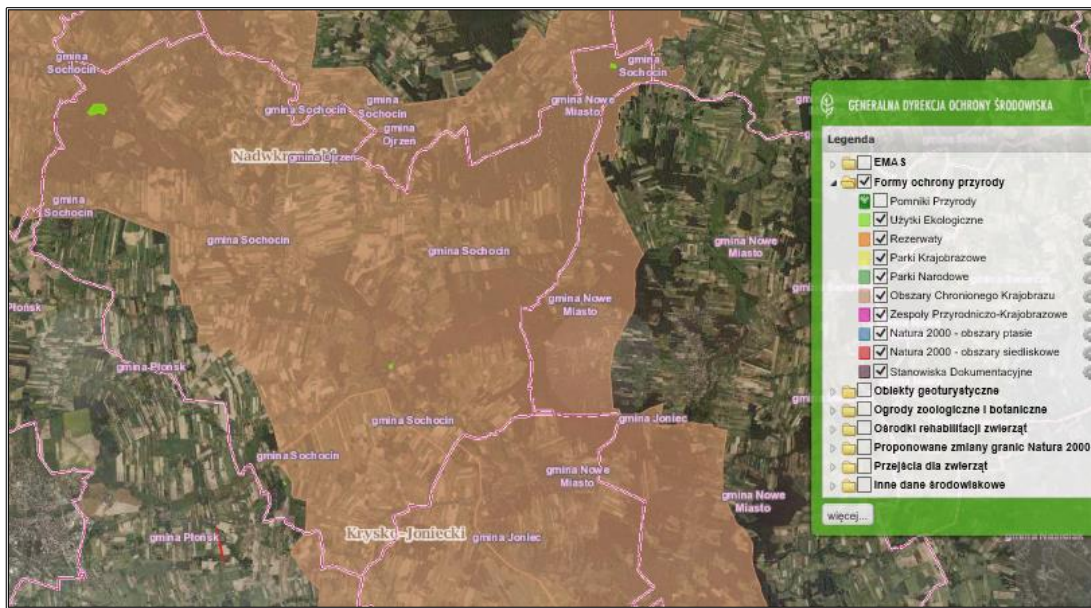 gmina
Sochocin
gmina
Sochocin
gmina Sochocin
gmina
Sochocin
gmina Nowe
Miasto
gmina
Ojrzen
Nadwkrzański
gmina Ojrzen
gmina
Sochocin
gmina Sochocin
gmina Sochocin
gmina Nowe
Miasto
gmina Nowe
Miasto
Płońsk
gmina Płońsk
gmina Sochocin
gmina Joniec
gmina Sochocin
gmina Nowe
Miasto
gmina Nowe
Miasto
gmina Płońsk
Krysko-Joniecki
gmina Joniec
GENERALNA DYREKCJA OCHRONY ŚRODOWISKA
Legenda
EMAS
Formy ochrony przyrody
Pomniki Przyrody
Użytki Ekologiczne
Rezerwaty
Parki Krajobrazowe
Parki Narodowe
Obszary Chronionego Krajobrazu
Zespoły Przyrodniczo-Krajobrazowe
Natura 2000 - obszary ptasie
Natura 2000 - obszary siedliskowe
Stanowiska Dokumentacyjne
Obiekty geoturystyczne
Ogrody zoologiczne i botaniczne
Ośrodki rehabilitacji zwierząt
Proponowane zmiany granic Natura 2000
Przejścia dla zwierząt
Inne dane środowiskowe
więcej...